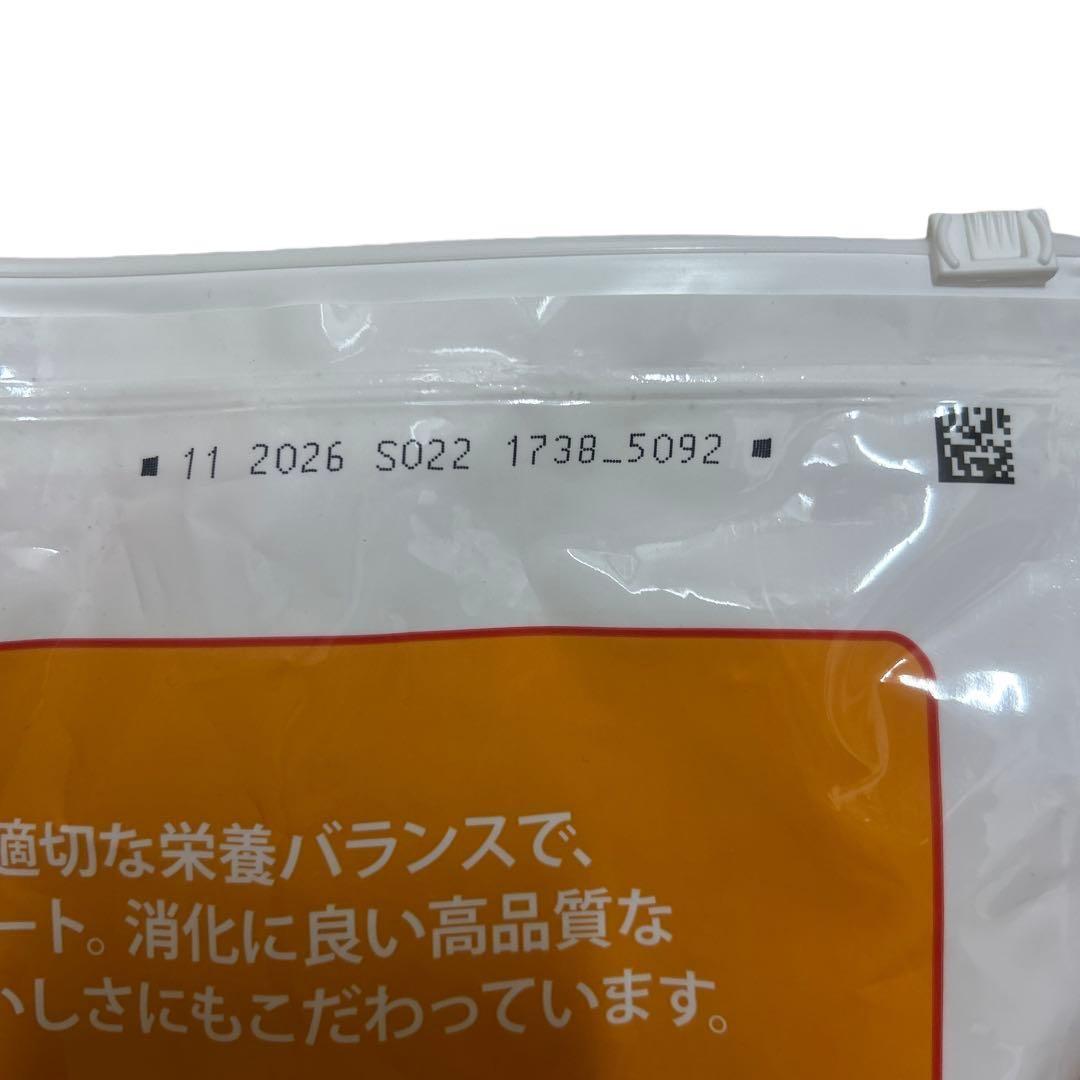 11 2026 S022 1738_5092
適切な栄養バランスで、
ート。消化に良い高品質な
いしさにもこだわっています。